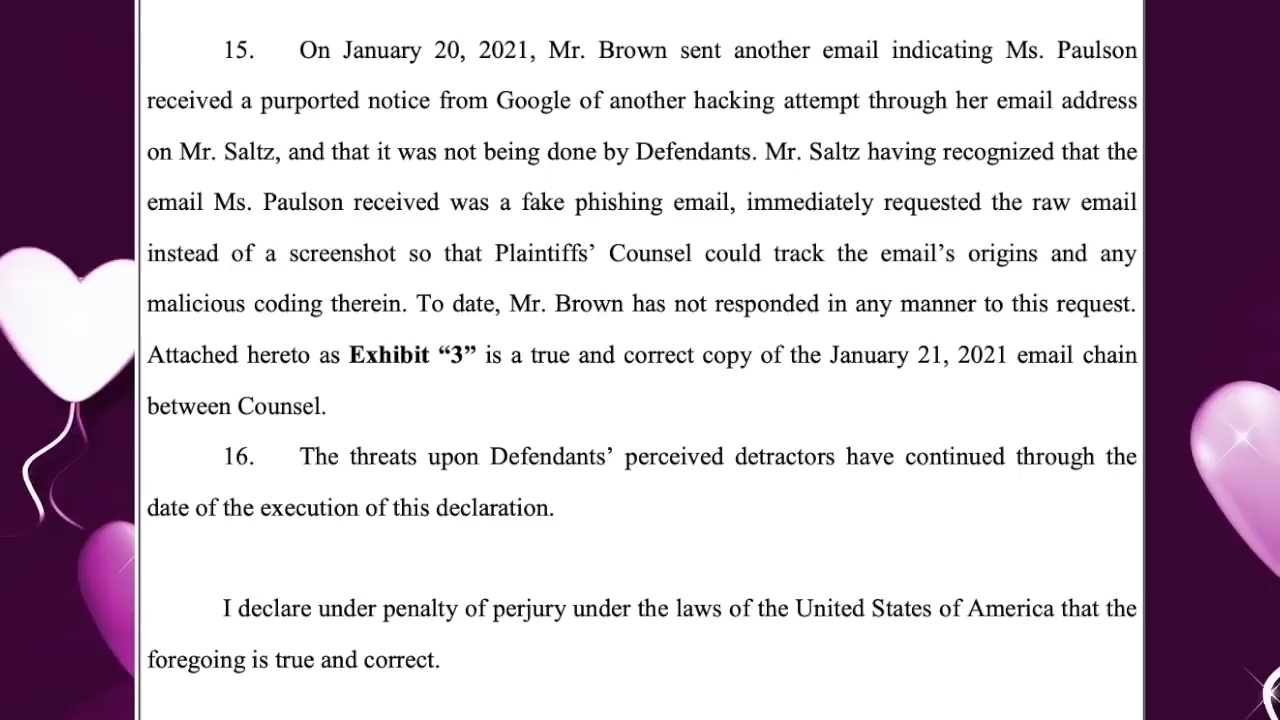 15. On January 20, 2021, Mr. Brown sent another email indicating Ms. Paulson
received a purported notice from Google of another hacking attempt through her email address
on Mr. Saltz, and that it was not being done by Defendants. Mr. Saltz having recognized that the
email Ms. Paulson received was a fake phishing email, immediately requested the raw email
instead of a screenshot so that Plaintiffs’ Counsel could track the email’s origins and any
malicious coding therein. To date, Mr. Brown has not responded in any manner to this request.
Attached hereto as Exhibit “3” is a true and correct copy of the January 21, 2021 email chain
between Counsel.
16. The threats upon Defendants’ perceived detractors have continued through the
date of the execution of this declaration.
I declare under penalty of perjury under the laws of the United States of America that the
foregoing is true and correct.